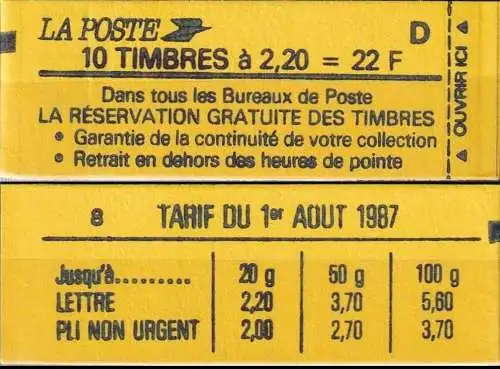 LA POSTE
D
10 TIMBRES à 2,20 = 22 F
Dans tous les Bureaux de Poste
LA RÉSERVATION GRATUITE DES TIMBRES
Garantie de la continuité de votre collection
Retrait en dehors des heures de pointe
OUVRIR ICI
8 TARIF DU 1er AOUT 1987
Jusqu'à......... 20 g 50 g 100 g
LETTRE 2,20 3,70 5,60
PLI NON URGENT 2,00 2,70 3,70